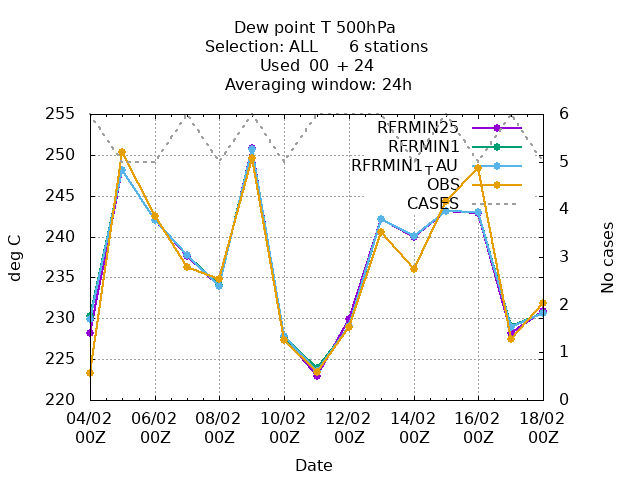 Dew point T 500hPa
Selection: ALL 6 stations
Used 00 + 24
Averaging window: 24h
255
250
245
240
235
230
225
220
deg C
6
5
4
3
2
1
0
No cases
RFRMIN25
RFRMIN1
RFRMIN1TAU
OBS
CASES
04/02 06/02 08/02 10/02 12/02 14/02 16/02 18/02
00Z 00Z 00Z 00Z 00Z 00Z 00Z 00Z
Date